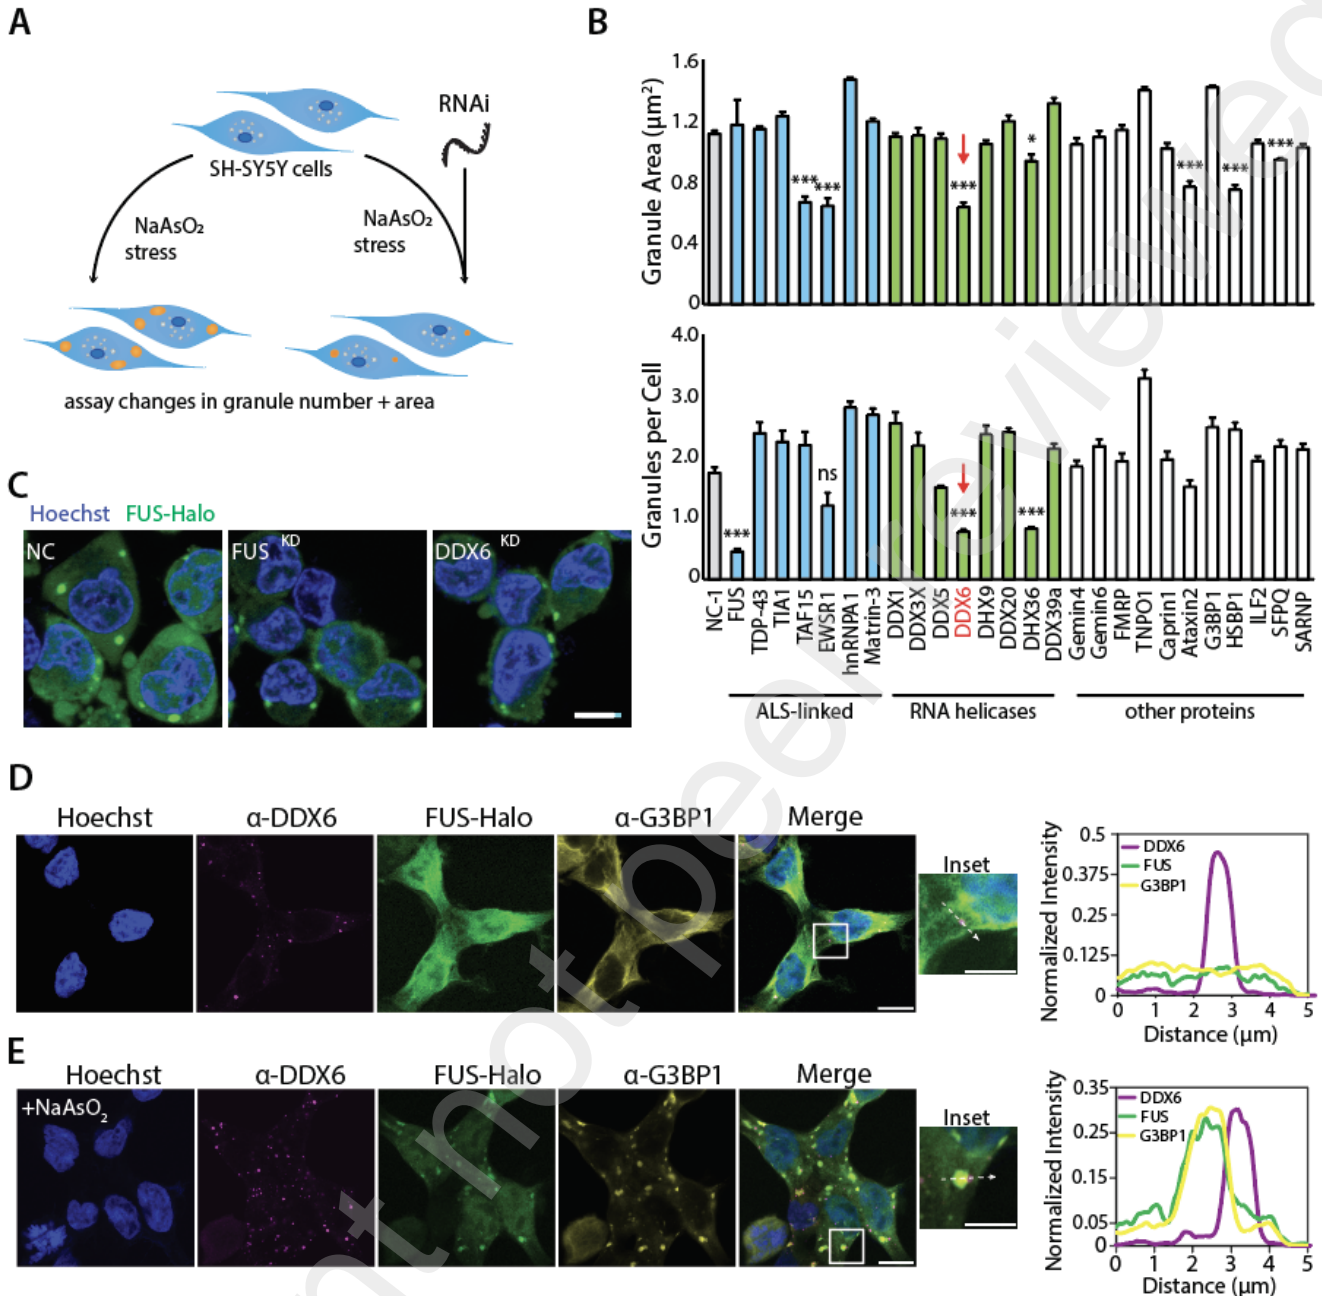 A
RNAi
SH-SY5Y cells
NaAsO₂
stress
NaAsO₂
stress
assay changes in granule number + area
B
Granule Area (µm²)
1.6
1.2
0.8
0.4
0
***
***
***
*
***
***
***
Granules per Cell
4.0
3.0
2.0
1.0
0
***
ns
***
***
NC-1
FUS
TDP-43
TIA1
TAF15
EWSR1
hnRNPA1
Matrin-3
DDX1
DDX3X
DDX5
DDX6
DHX9
DDX20
DHX36
DDX39a
Gemin4
Gemin6
FMRP
TNPO1
Caprin1
Ataxin2
G3BP1
HSBP1
ILF2
SFPQ
SARNP
ALS-linked
RNA helicases
other proteins
C
Hoechst FUS-Halo
NC
FUS KD
DDX6 KD
D
Hoechst
α-DDX6
FUS-Halo
α-G3BP1
Merge
Inset
Normalized Intensity
0.5
0.375
0.25
0.125
0
DDX6
FUS
G3BP1
0 1 2 3 4 5
Distance (µm)
E
Hoechst
α-DDX6
FUS-Halo
α-G3BP1
Merge
+NaAsO₂
Inset
Normalized Intensity
0.35
0.25
0.15
0.05
0
DDX6
FUS
G3BP1
0 1 2 3 4 5
Distance (µm)
nt not peer reviewed